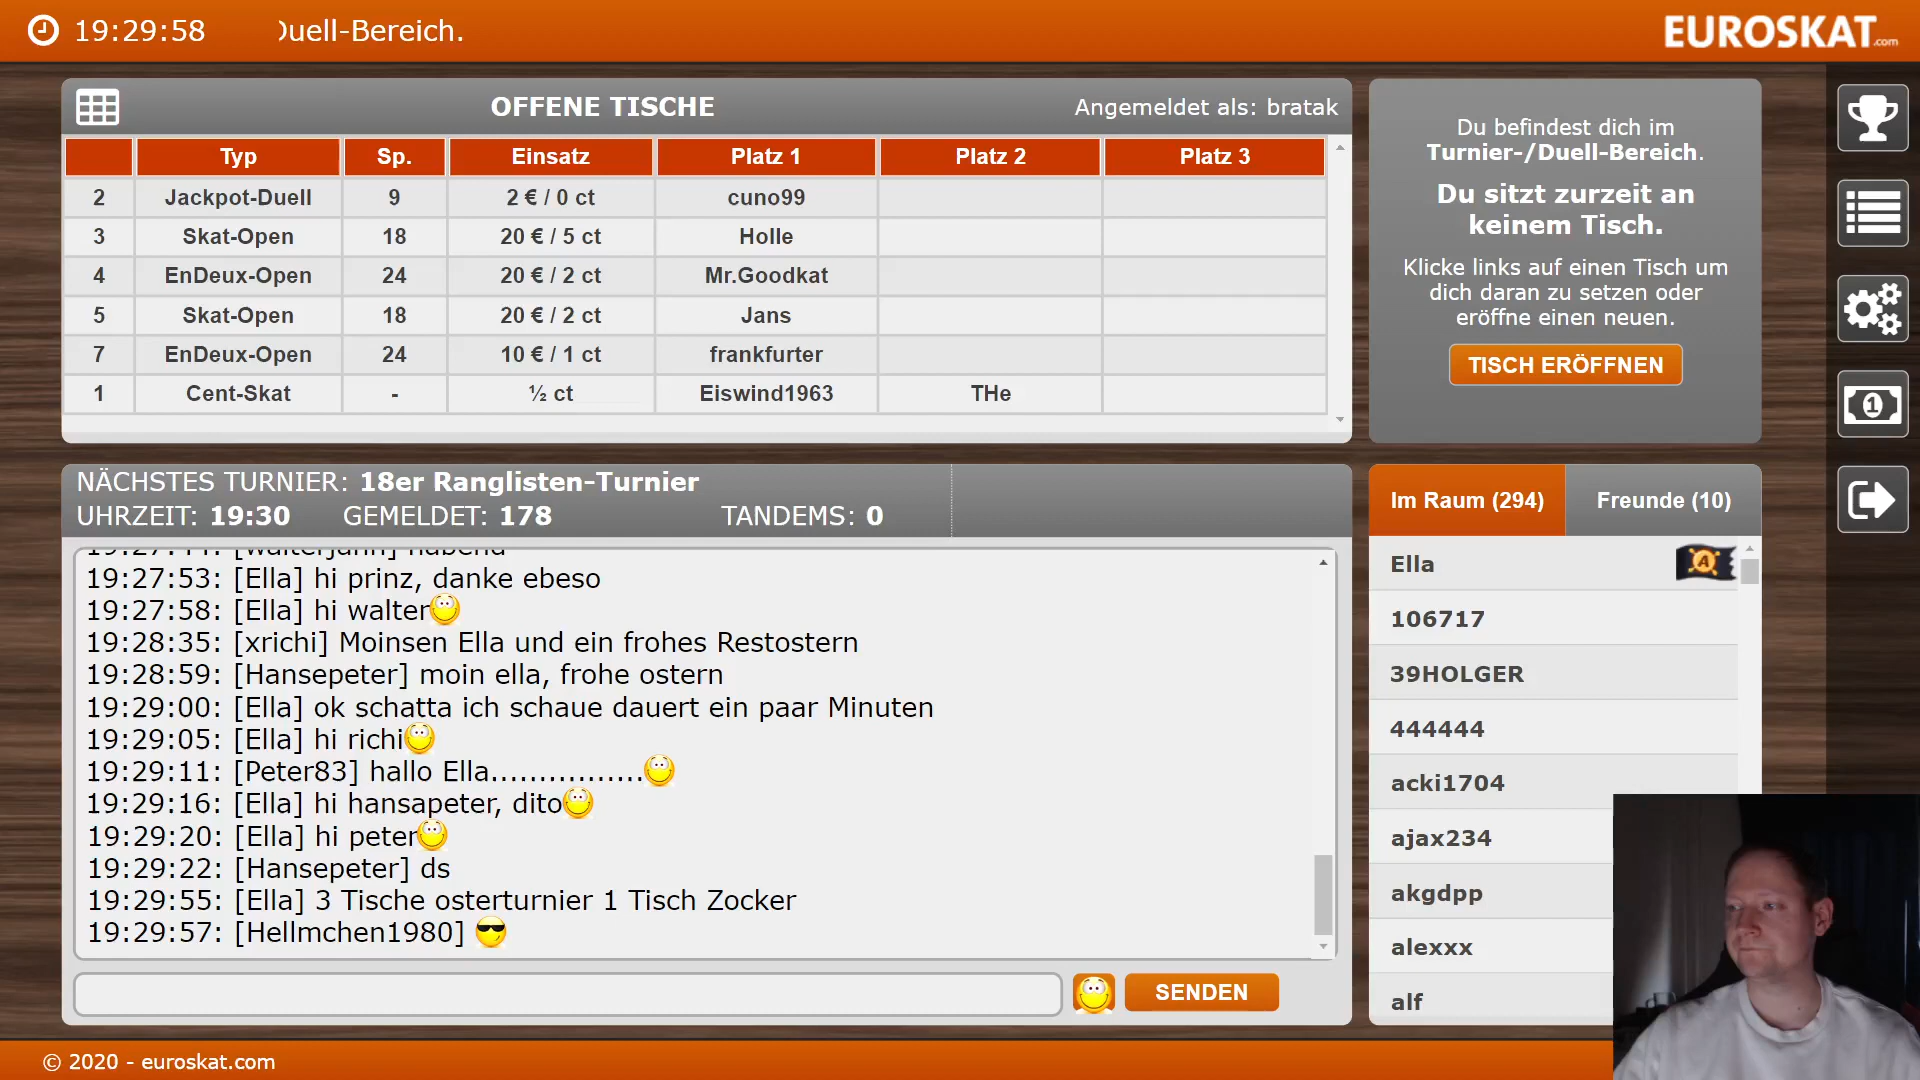 19:29:58
Duell-Bereich.
EUROSKAT.com
OFFENE TISCHE
Angemeldet als: bratak
Typ Sp. Einsatz Platz 1 Platz 2 Platz 3
2 Jackpot-Duell 9 2 € / 0 ct cuno99
3 Skat-Open 18 20 € / 5 ct Holle
4 EnDeux-Open 24 20 € / 2 ct Mr.Goodkat
5 Skat-Open 18 20 € / 2 ct Jans
7 EnDeux-Open 24 10 € / 1 ct frankfurter
1 Cent-Skat - ½ ct Eiswind1963 THe
Du befindest dich im
Turnier-/Duell-Bereich.
Du sitzt zurzeit an
keinem Tisch.
Klicke links auf einen Tisch um
dich daran zu setzen oder
eröffne einen neuen.
TISCH ERÖFFNEN
1
NÄCHSTES TURNIER: 18er Ranglisten-Turnier
UHRZEIT: 19:30 GEMELDET: 178 TANDEMS: 0
19:27:53: [Ella] hi prinz, danke ebeso
19:27:58: [Ella] hi walter
19:28:35: [xrichi] Moinsen Ella und ein frohes Restostern
19:28:59: [Hansepeter] moin ella, frohe ostern
19:29:00: [Ella] ok schatta ich schaue dauert ein paar Minuten
19:29:05: [Ella] hi richi
19:29:11: [Peter83] hallo Ella................
19:29:16: [Ella] hi hansapeter, dito
19:29:20: [Ella] hi peter
19:29:22: [Hansepeter] ds
19:29:55: [Ella] 3 Tische osterturnier 1 Tisch Zocker
19:29:57: [Hellmchen1980]
SENDEN
Im Raum (294)
Freunde (10)
Ella
A
106717
39HOLGER
444444
acki1704
ajax234
akgdpp
alexxx
alf
© 2020 - euroskat.com